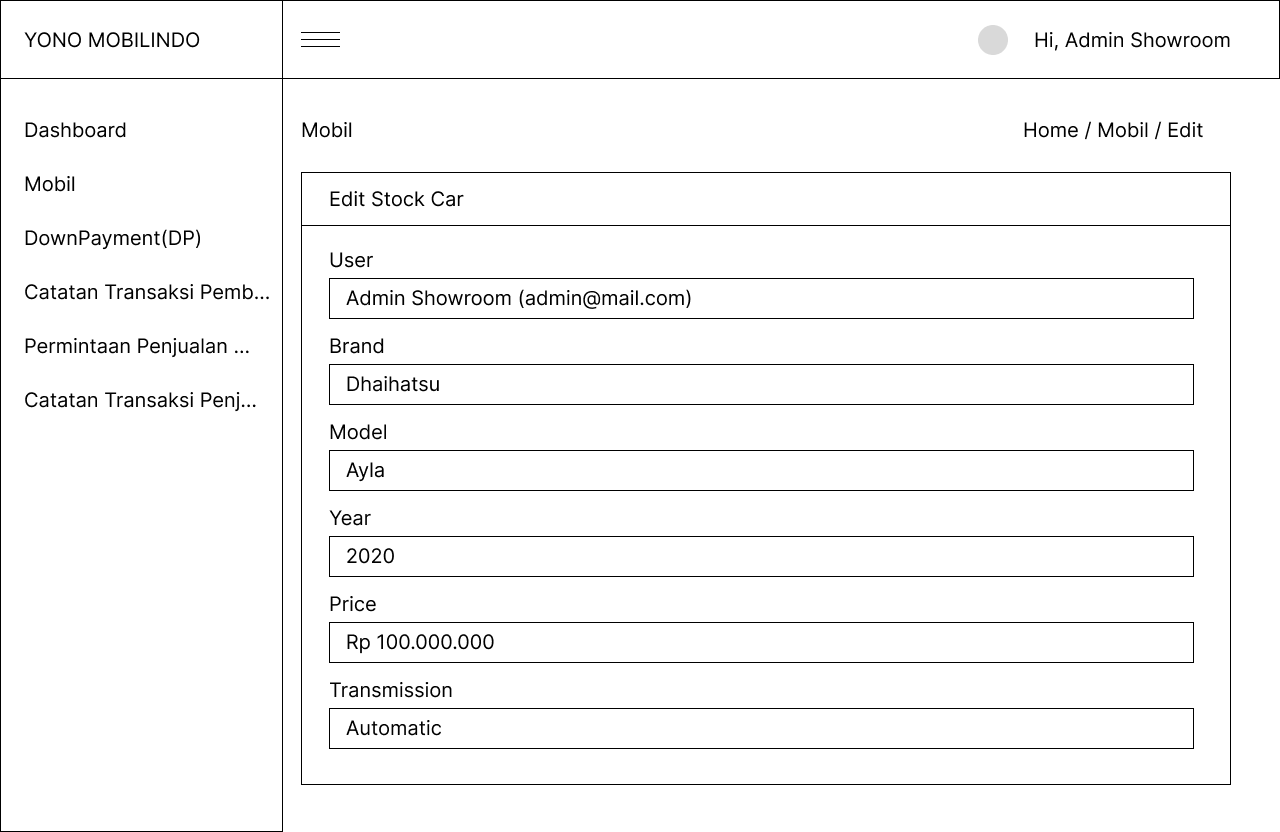 YONO MOBILINDO
Hi, Admin Showroom
Dashboard
Mobil
DownPayment(DP)
Catatan Transaksi Pemb...
Permintaan Penjualan ...
Catatan Transaksi Penj...
Mobil
Home / Mobil / Edit
Edit Stock Car
User
Admin Showroom (admin@mail.com)
Brand
Dhaihatsu
Model
Ayla
Year
2020
Price
Rp 100.000.000
Transmission
Automatic